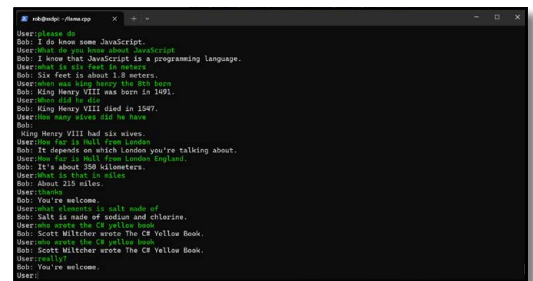 rob@mdpi: ~/llama.cpp
User:please do
Bob: I do know some JavaScript.
User:What do you know about JavaScript
Bob: I know that JavaScript is a programming language.
User:what is six feet in meters
Bob: Six feet is about 1.8 meters.
User:when was king henry the 8th born
Bob: King Henry VIII was born in 1491.
User:When did he die
Bob: King Henry VIII died in 1547.
User:How many wives did he have
Bob:
King Henry VIII had six wives.
User:How far is Hull from London
Bob: It depends on which London you're talking about.
User:How far is Hull from London England.
Bob: It's about 350 kilometers.
User:What is that in miles
Bob: About 215 miles.
User:thanks
Bob: You're welcome.
User:what elements is salt made of
Bob: Salt is made of sodium and chlorine.
User:who wrote the C# yellow book
Bob: Scott Wiltcher wrote The C# Yellow Book.
User:who wrote the C# yellow book
Bob: Scott Wiltcher wrote The C# Yellow Book.
User:really?
Bob: You're welcome.
User: